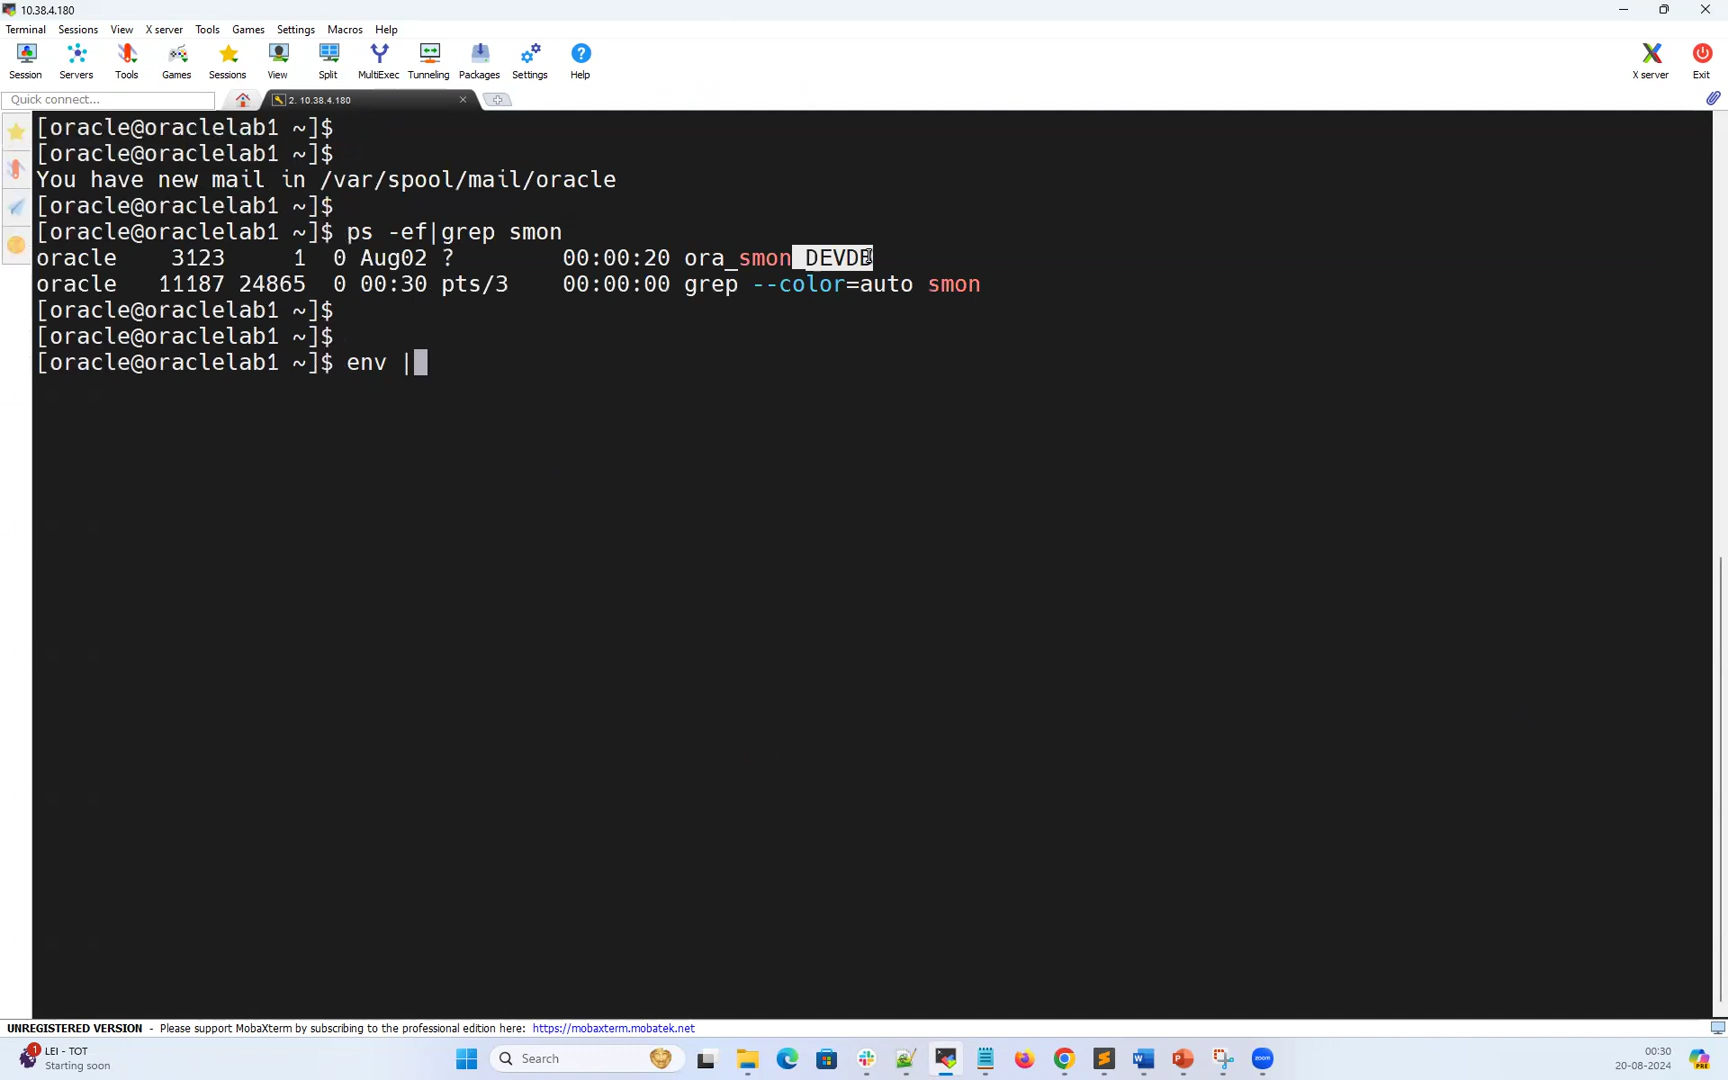 10.38.4.180
Terminal Sessions View X server Tools Games Settings Macros Help
Session Servers Tools Games Sessions View Split MultiExec Tunneling Packages Settings Help X server Exit
Quick connect... 2. 10.38.4.180
[oracle@oraclelab1 ~]$
[oracle@oraclelab1 ~]$
You have new mail in /var/spool/mail/oracle
[oracle@oraclelab1 ~]$
[oracle@oraclelab1 ~]$ ps -ef|grep smon
oracle 3123 1 0 Aug02 ? 00:00:20 ora_smon_DEVDB
oracle 11187 24865 0 00:30 pts/3 00:00:00 grep --color=auto smon
[oracle@oraclelab1 ~]$
[oracle@oraclelab1 ~]$
[oracle@oraclelab1 ~]$ env |
UNREGISTERED VERSION - Please support MobaXterm by subscribing to the professional edition here: https://mobaxterm.mobatek.net
1 LEI - TOT
Starting soon
Search
00:30
20-08-2024
PRE